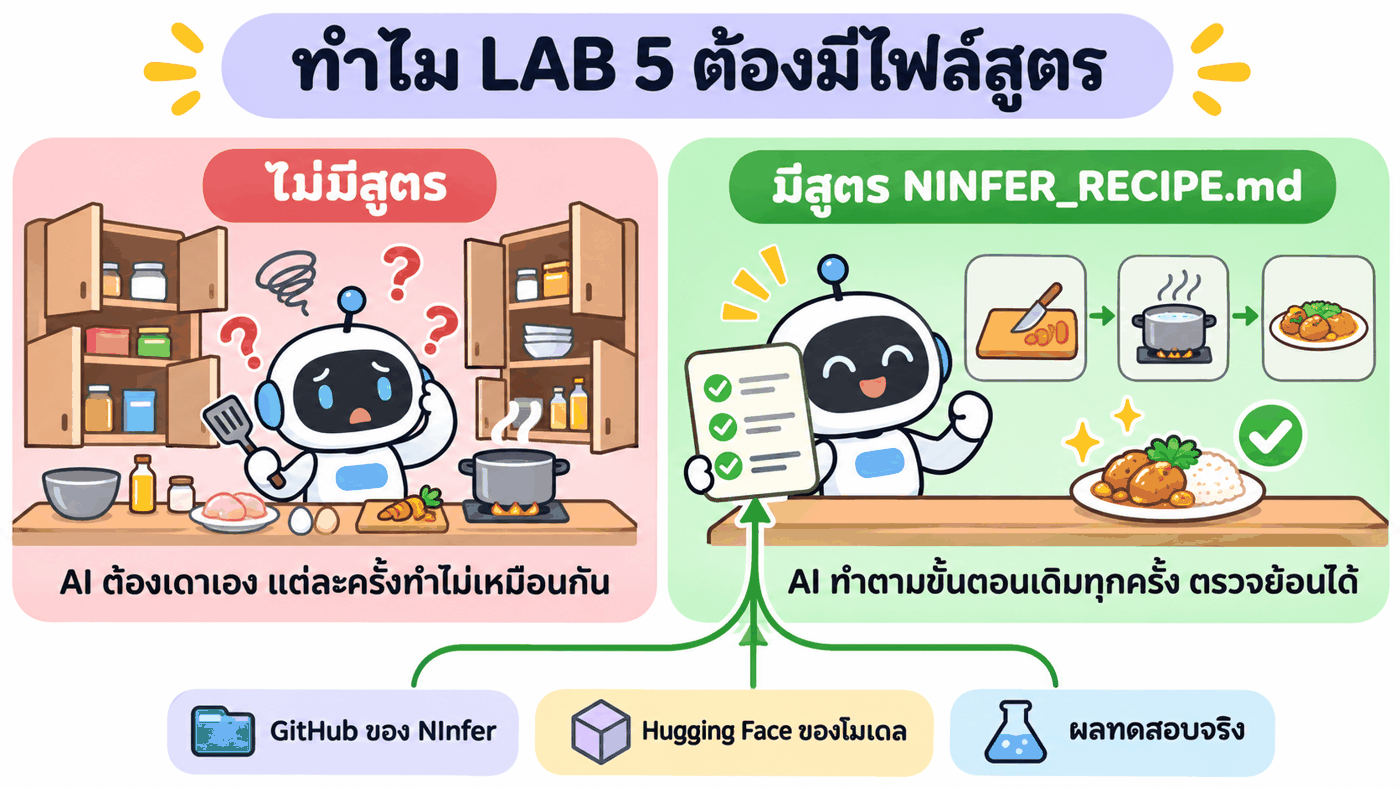 ทำไม LAB 5 ต้องมีไฟล์สูตร
ไม่มีสูตร
AI ต้องเดาเอง แต่ละครั้งทำไม่เหมือนกัน
มีสูตร NINFER_RECIPE.md
AI ทำตามขั้นตอนเดิมทุกครั้ง ตรวจย้อนได้
GitHub ของ NInfer
Hugging Face ของโมเดล
ผลทดสอบจริง